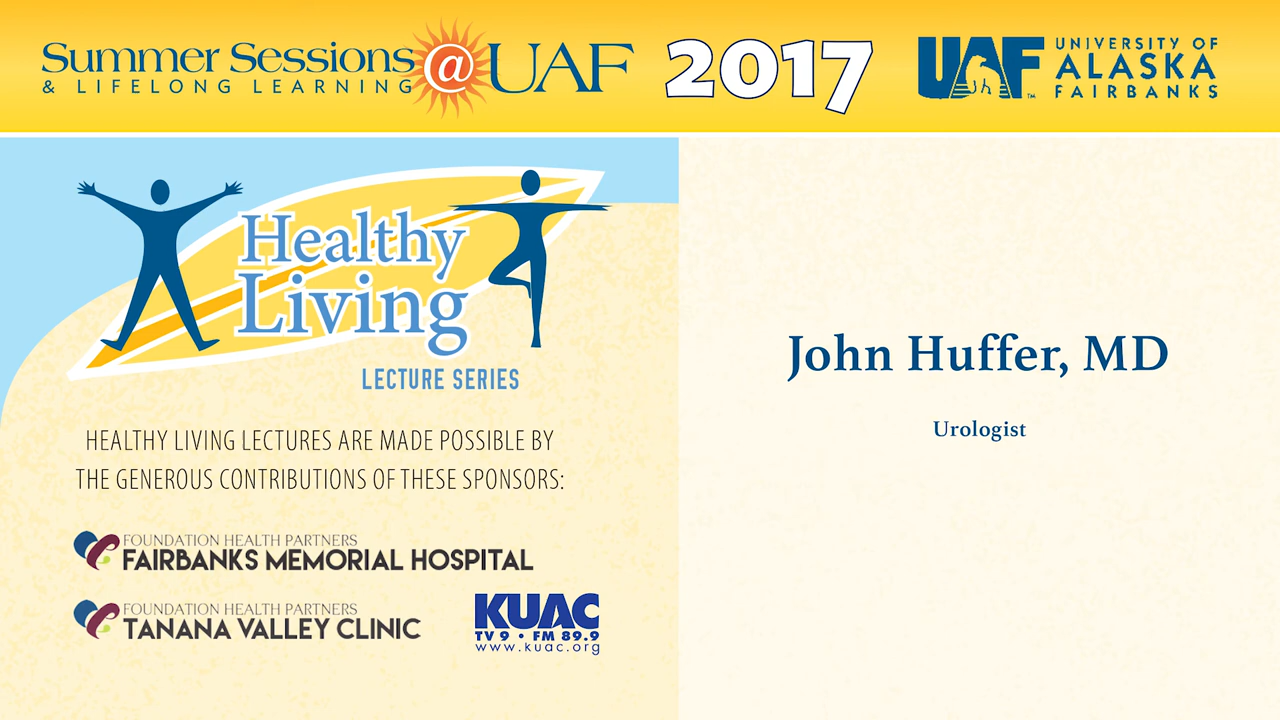 Summer Sessions @ UAF
& LIFELONG LEARNING
2017
UAF
UNIVERSITY OF
ALASKA
FAIRBANKS
TM
Healthy
Living
LECTURE SERIES
HEALTHY LIVING LECTURES ARE MADE POSSIBLE BY
THE GENEROUS CONTRIBUTIONS OF THESE SPONSORS:
FOUNDATION HEALTH PARTNERS
FAIRBANKS MEMORIAL HOSPITAL
FOUNDATION HEALTH PARTNERS
TANANA VALLEY CLINIC
KUAC
TV 9 • FM 89.9
www.kuac.org
John Huffer, MD
Urologist